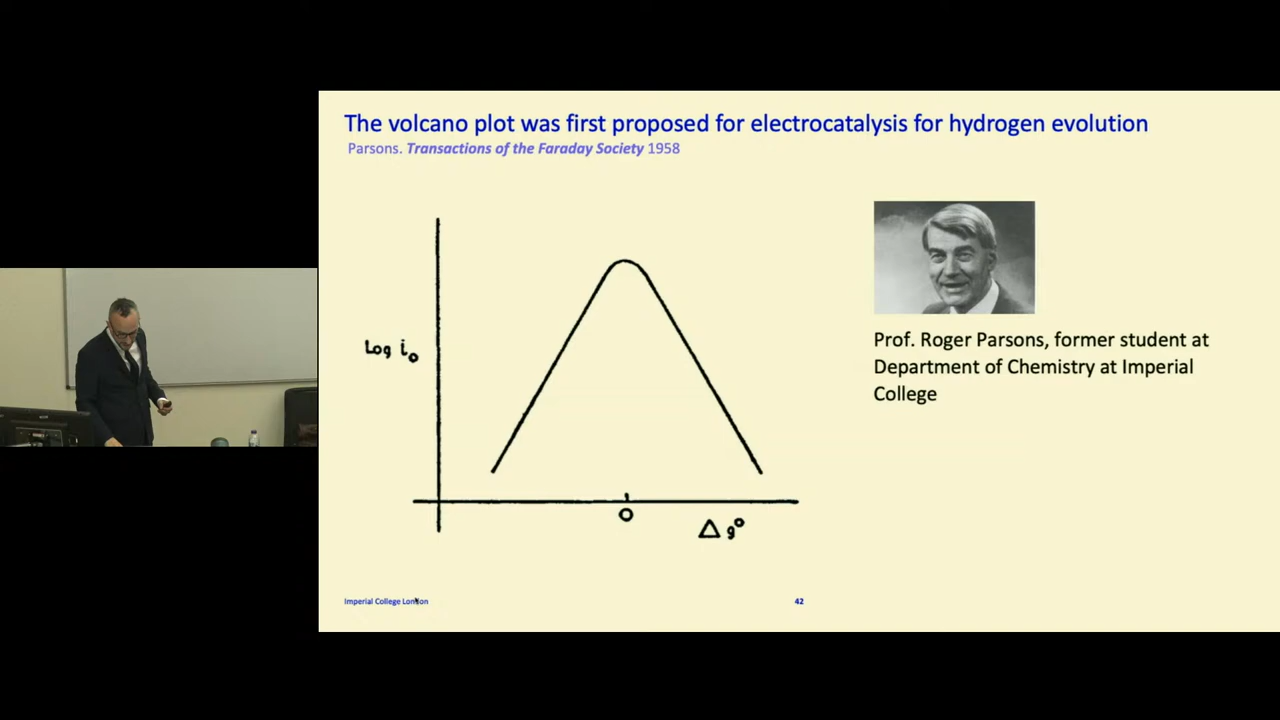 The volcano plot was first proposed for electrocatalysis for hydrogen evolution
Parsons. Transactions of the Faraday Society 1958
Log i₀
0
Δ g⁰
Prof. Roger Parsons, former student at
Department of Chemistry at Imperial
College
Imperial College London
42